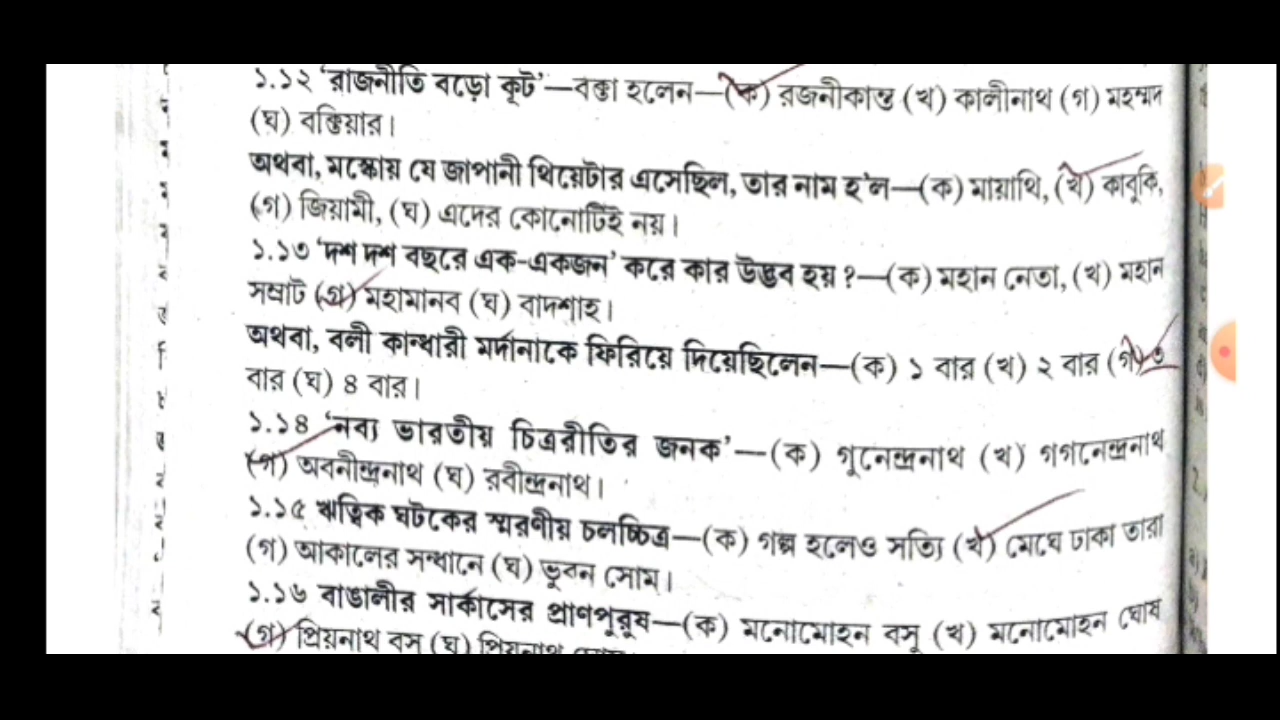 ১.১২ ‘রাজনীতি বড়ো কূট’—বক্তা হলেন—(ক) রজনীকান্ত (খ) কালীনাথ (গ) মহম্মদ
(ঘ) বক্তিয়ার।
অথবা, মস্কোয় যে জাপানী থিয়েটার এসেছিল, তার নাম হ'ল—(ক) মায়াথি, (খ) কাবুকি,
(গ) জিয়ামী, (ঘ) এদের কোনোটিই নয়।
১.১৩ ‘দশ দশ বছরে এক-একজন’ করে কার উদ্ভব হয় ?—(ক) মহান নেতা, (খ) মহান
সম্রাট (গ) মহামানব (ঘ) বাদশাহ।
অথবা, বলী কান্ধারী মর্দানাকে ফিরিয়ে দিয়েছিলেন—(ক) ১ বার (খ) ২ বার (গ) ৩
বার (ঘ) ৪ বার।
১.১৪ ‘নব্য ভারতীয় চিত্ররীতির জনক’—(ক) গুনেন্দ্রনাথ (খ) গগনেন্দ্রনাথ
(গ) অবনীন্দ্রনাথ (ঘ) রবীন্দ্রনাথ।
১.১৫ ঋত্বিক ঘটকের স্মরণীয় চলচ্চিত্র—(ক) গল্প হলেও সত্যি (খ) মেঘে ঢাকা তারা
(গ) আকালের সন্ধানে (ঘ) ভুবন সোম।
১.১৬ বাঙালীর সার্কাসের প্রাণপুরুষ—(ক) মনোমোহন বসু (খ) মনোমোহন ঘোষ
(গ) প্রিয়নাথ বসু (ঘ) প্রিয়নাথ